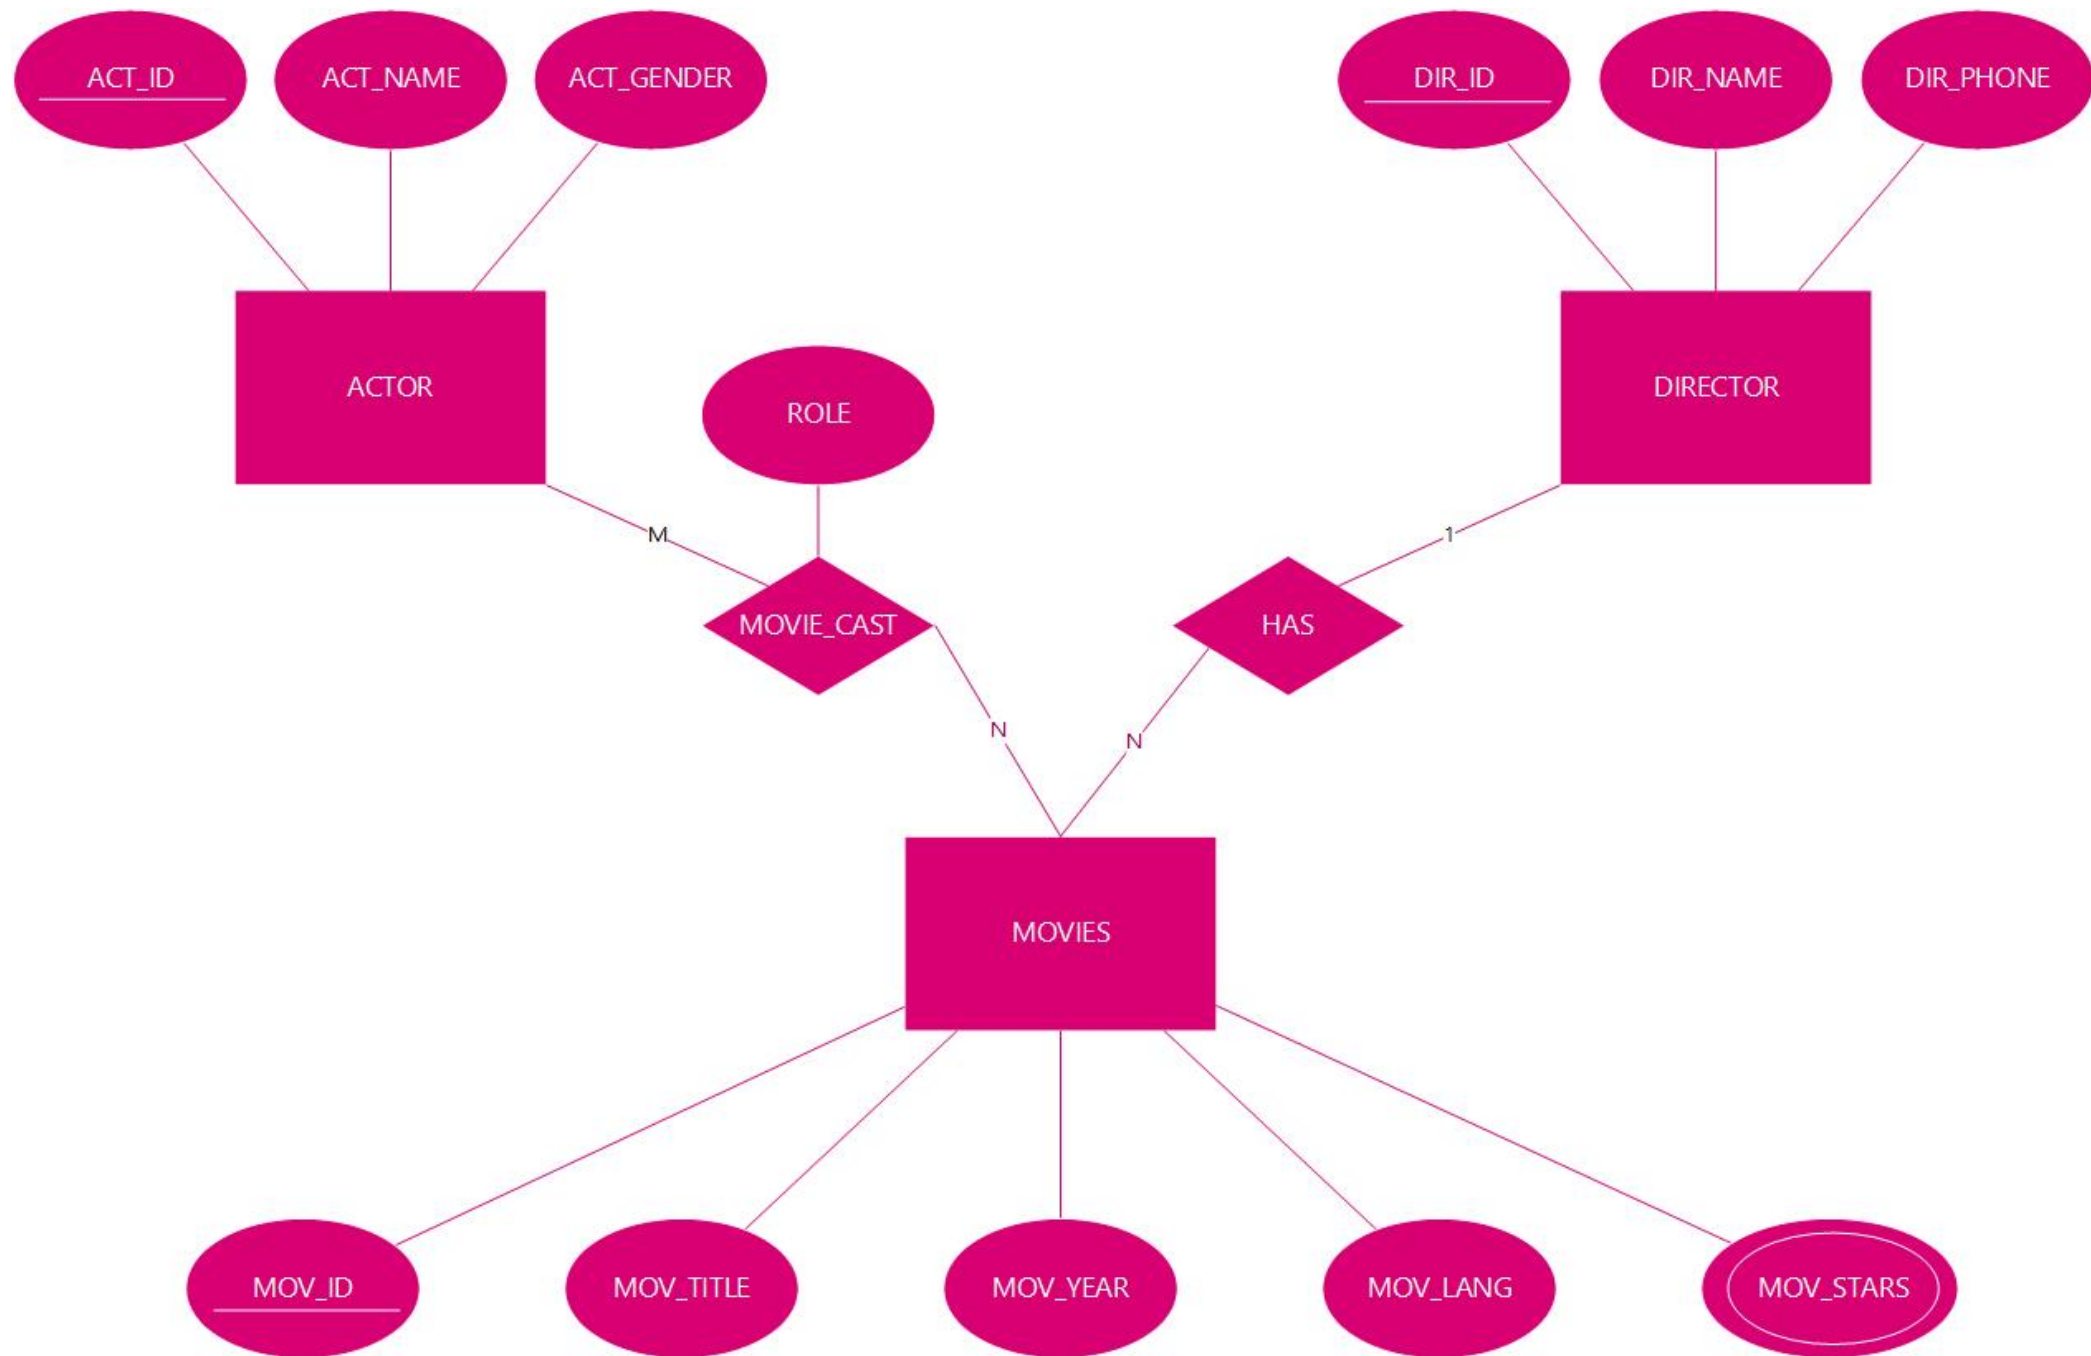 ACT_ID
ACT_NAME
ACT_GENDER
DIR_ID
DIR_NAME
DIR_PHONE
ACTOR
DIRECTOR
ROLE
M
1
MOVIE_CAST
HAS
N
N
MOVIES
MOV_ID
MOV_TITLE
MOV_YEAR
MOV_LANG
MOV_STARS